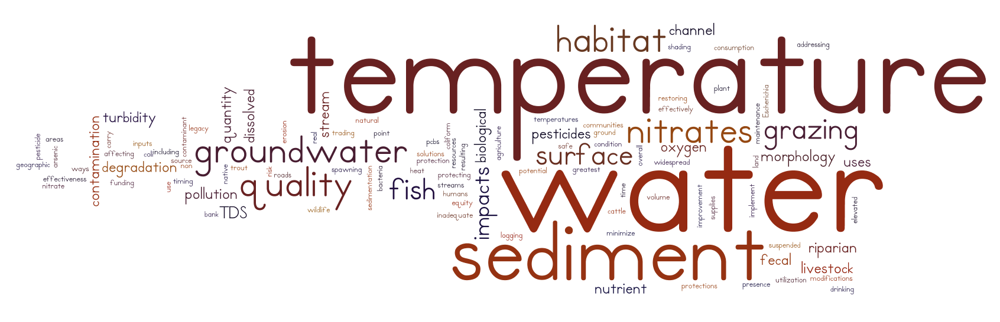 habitat
channel
shading
consumption
addressing
temperature
plant
restoring
effectively
Escherichia
maintenance
natural
stream
dissolved
quantity
contamination
turbidity
contaminant
legacy
carry
erosion
real
trading
point
coliform
biological
agriculture
temperatures
communities
ground
pesticides
nitrates
grazing
pesticide
areas
arsenic
geographic
inputs
affecting
coli
including
source
non
groundwater
pcbs
resources
resulting
solutions
protection
safe
condition
surface
overall
oxygen
widespread
land
morphology
uses
ways
degradation
effectiveness
nitrate
funding
use
timing
native
trout
risk
roads
quality
spawning
sedimentation
bacteria
heat
protecting
fish
streams
humans
equity
impacts
potential
greatest
water
time
volume
cattle
improvement
supplies
implement
elevated
pollution
bank
TDS
wildlife
inadequate
logging
minimize
sediment
suspended
riparian
fecal
livestock
utilization
modifications
nutrient
protections
presence
drinking